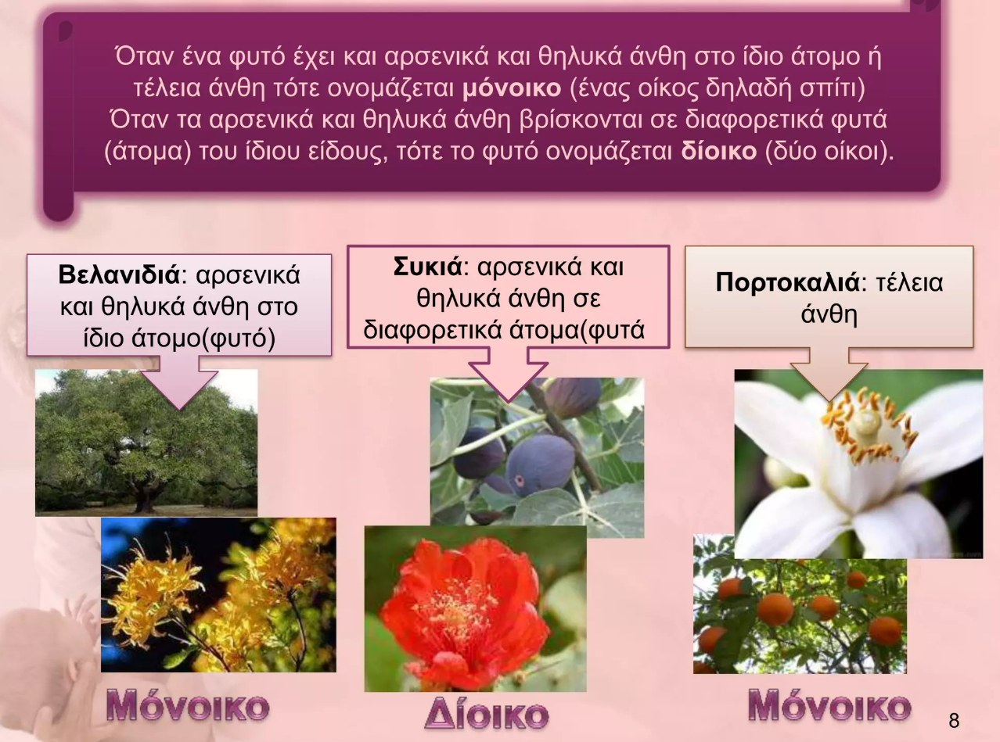 Όταν ένα φυτό έχει και αρσενικά και θηλυκά άνθη στο ίδιο άτομο ή
τέλεια άνθη τότε ονομάζεται μόνοικο (ένας οίκος δηλαδή σπίτι)
Όταν τα αρσενικά και θηλυκά άνθη βρίσκονται σε διαφορετικά φυτά
(άτομα) του ίδιου είδους, τότε το φυτό ονομάζεται δίοικο (δύο οίκοι).
Βελανιδιά: αρσενικά
και θηλυκά άνθη στο
ίδιο άτομο(φυτό)
Συκιά: αρσενικά και
θηλυκά άνθη σε
διαφορετικά άτομα(φυτά
Πορτοκαλιά: τέλεια
άνθη
Μόνοικο
Δίοικο
Μόνοικο
8